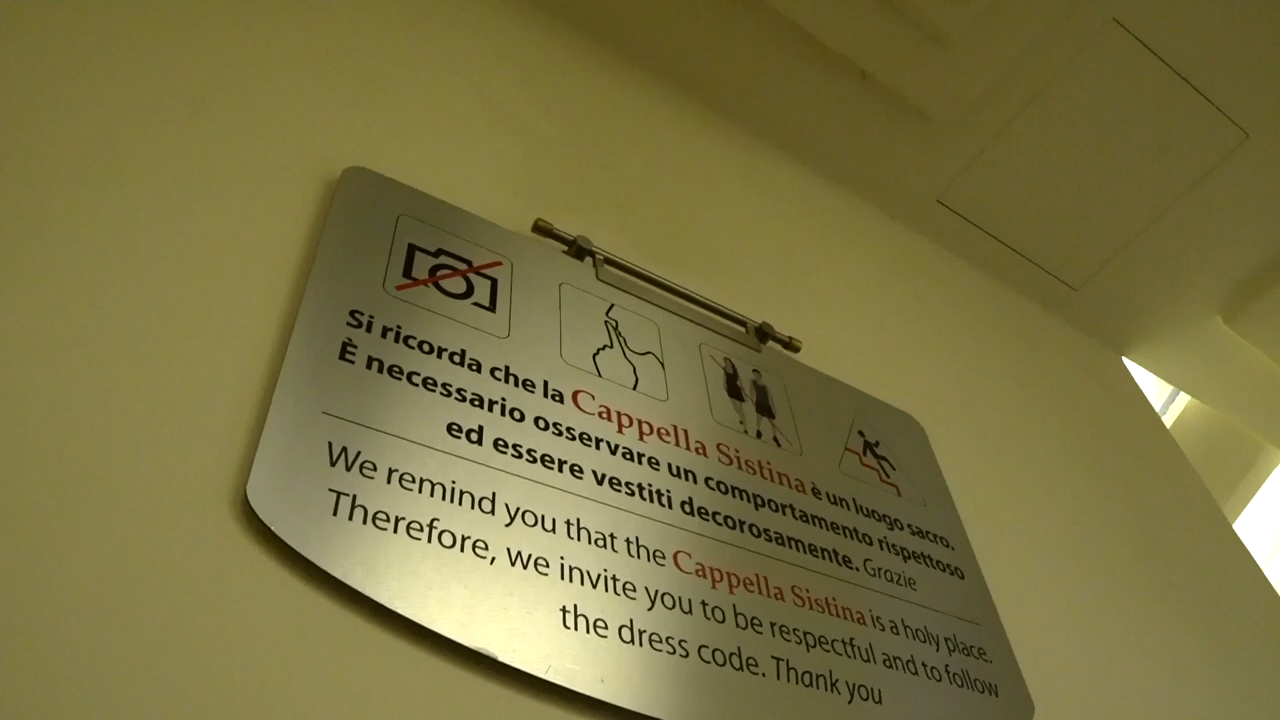 Si ricorda che la Cappella Sistina è un luogo sacro.
È necessario osservare un comportamento rispettoso
ed essere vestiti decorosamente. Grazie
We remind you that the Cappella Sistina is a holy place.
Therefore, we invite you to be respectful and to follow
the dress code. Thank you